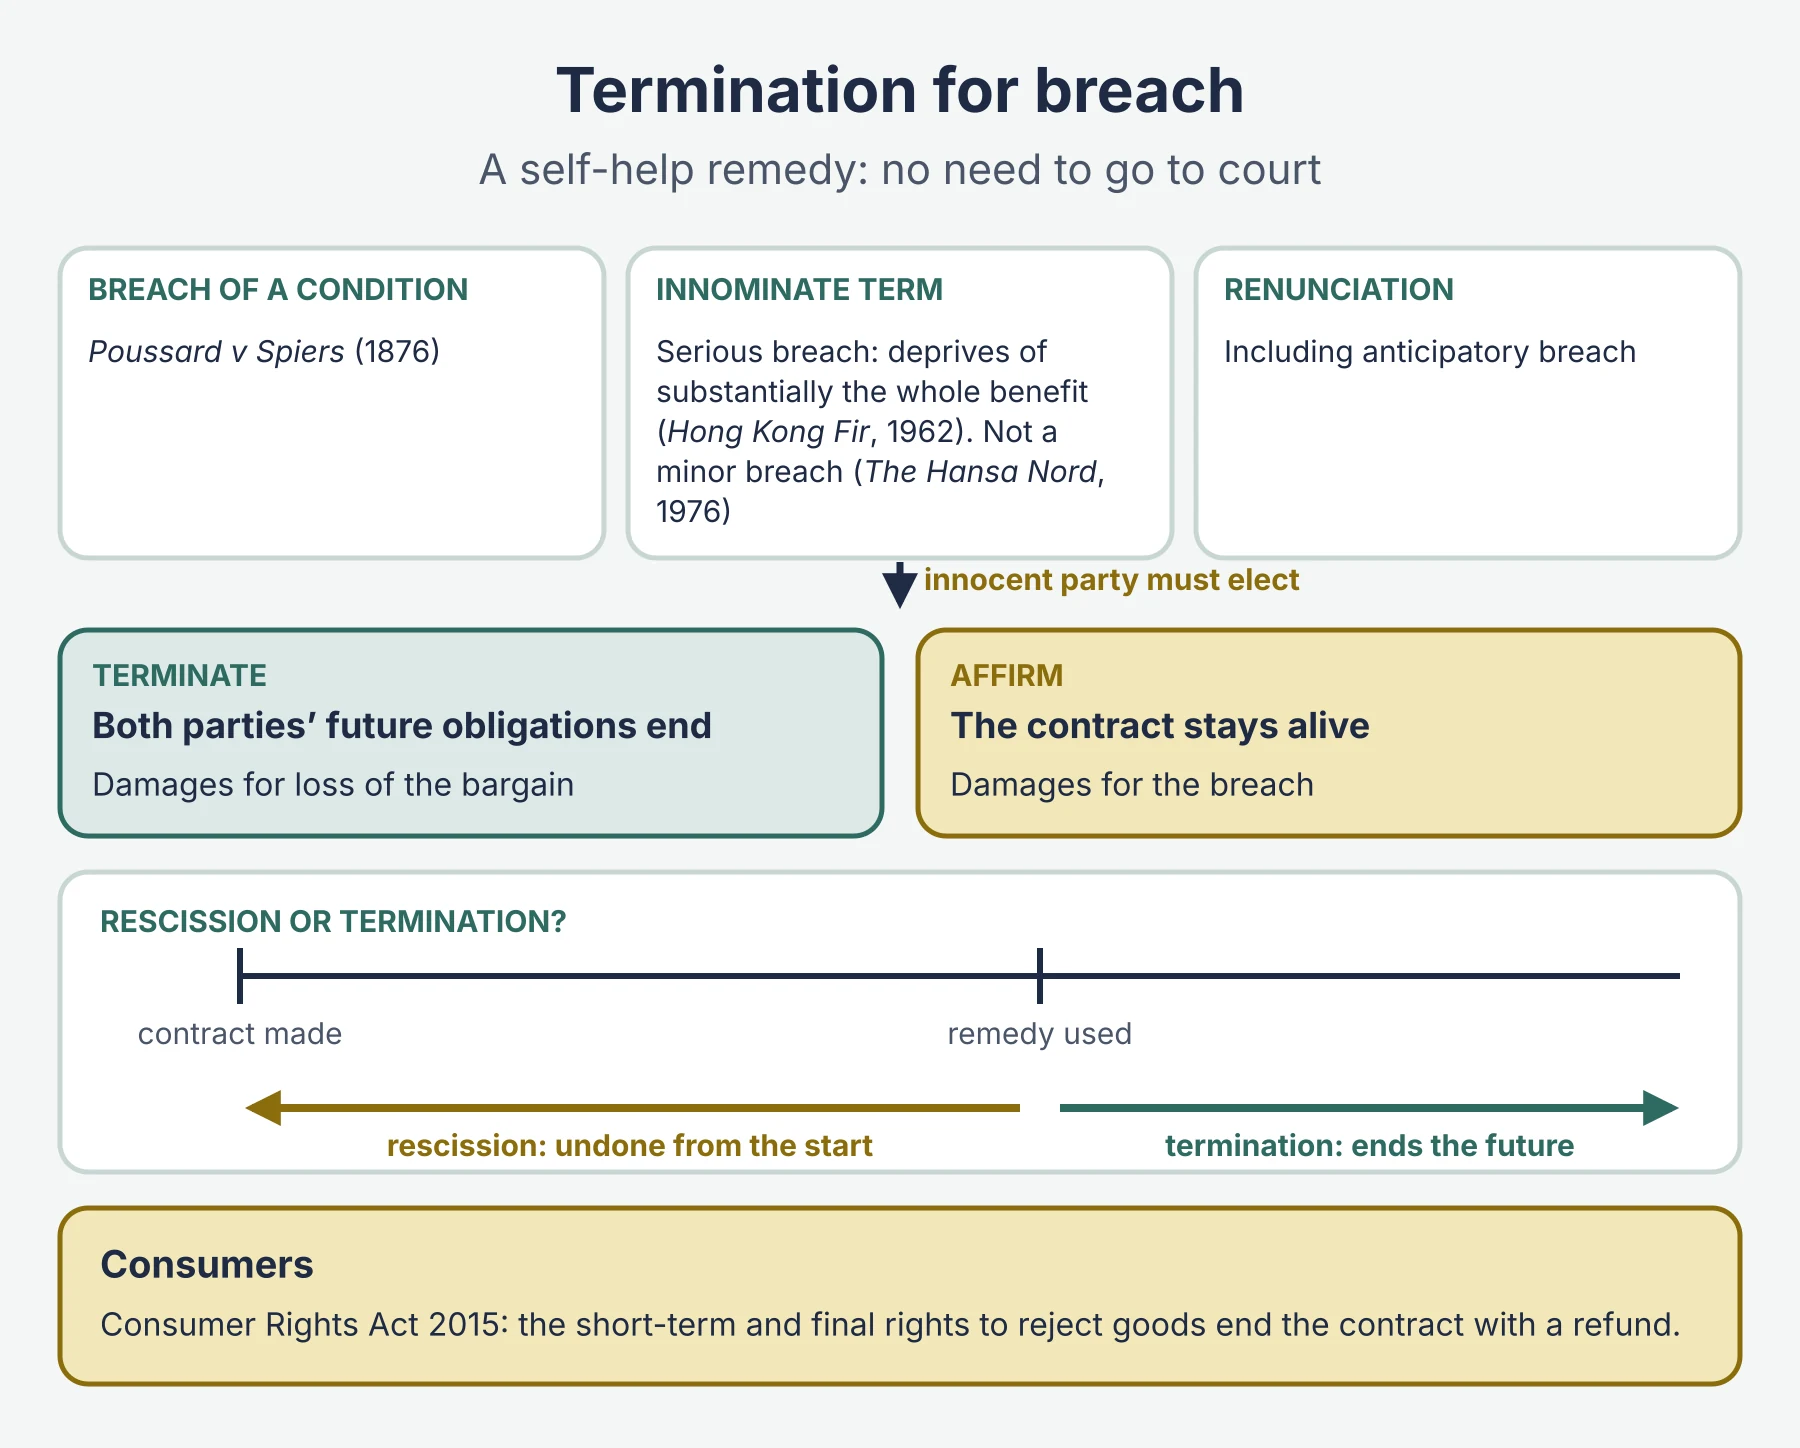 Termination for breach
A self-help remedy: no need to go to court
BREACH OF A CONDITION
Poussard v Spiers (1876)
INNOMINATE TERM
Serious breach: deprives of
substantially the whole benefit
(Hong Kong Fir, 1962). Not a
minor breach (The Hansa Nord,
1976)
RENUNCIATION
Including anticipatory breach
innocent party must elect
TERMINATE
Both parties’ future obligations end
Damages for loss of the bargain
AFFIRM
The contract stays alive
Damages for the breach
RESCISSION OR TERMINATION?
contract made
remedy used
rescission: undone from the start
termination: ends the future
Consumers
Consumer Rights Act 2015: the short-term and final rights to reject goods end the contract with a refund.